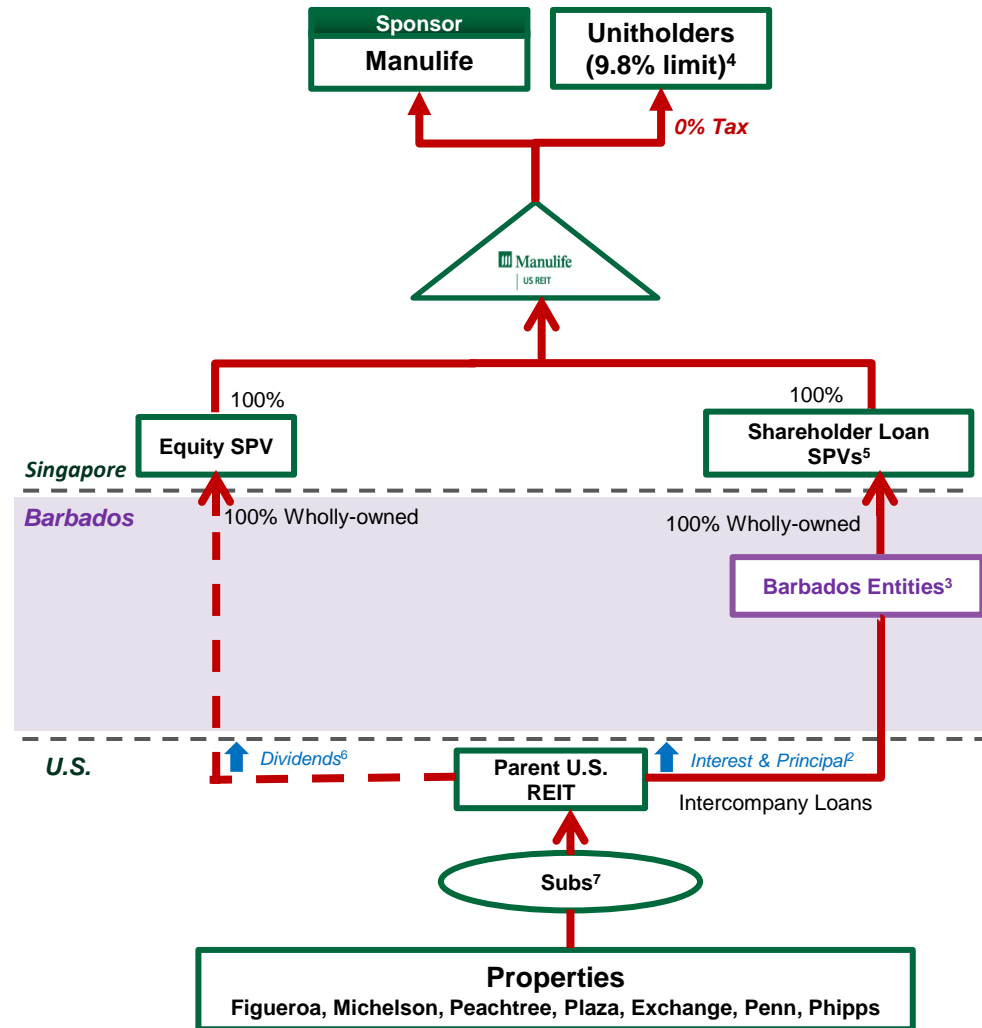 Sponsor
Manulife
Unitholders
(9.8% limit)⁴
0% Tax
Manulife
US REIT
100%
100%
Equity SPV
Shareholder Loan
SPVs⁵
Singapore
Barbados
100% Wholly-owned
100% Wholly-owned
Barbados Entities³
U.S.
Dividends⁶
Parent U.S.
REIT
Interest & Principal²
Intercompany Loans
Subs⁷
Properties
Figueroa, Michelson, Peachtree, Plaza, Exchange, Penn, Phipps